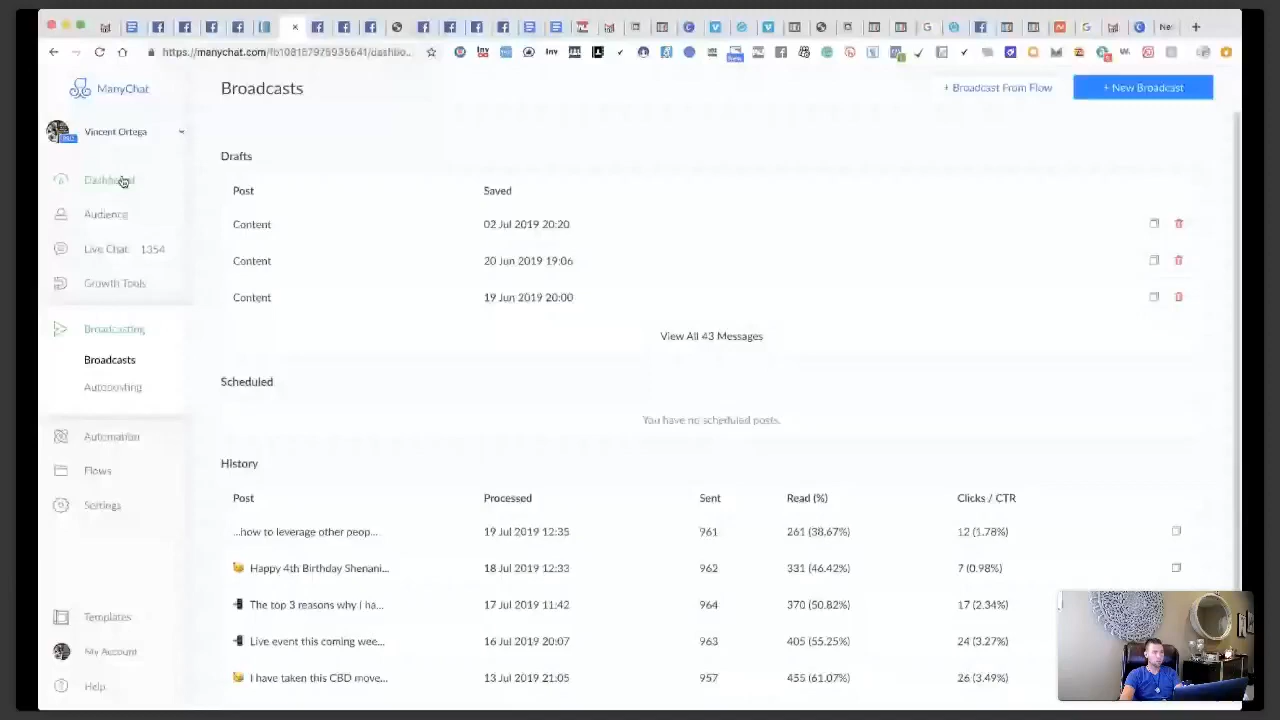 https://manychat.com/fb108157975935641/dashbo...
ManyChat
Broadcasts
+ Broadcast From Flow
+ New Broadcast
Vincent Ortega
PRO
Dashboard
Audience
Live Chat 1354
Growth Tools
Broadcasting
Broadcasts
Autoposting
Automation
Flows
Settings
Templates
My Account
Help
Drafts
Post Saved
Content 02 Jul 2019 20:20
Content 20 Jun 2019 19:06
Content 19 Jun 2019 20:00
View All 43 Messages
Scheduled
You have no scheduled posts.
History
Post Processed Sent Read (%) Clicks / CTR
...how to leverage other peop... 19 Jul 2019 12:35 961 261 (38.67%) 12 (1.78%)
Happy 4th Birthday Shenani... 18 Jul 2019 12:33 962 331 (46.42%) 7 (0.98%)
The top 3 reasons why I ha... 17 Jul 2019 11:42 964 370 (50.82%) 17 (2.34%)
Live event this coming wee... 16 Jul 2019 20:07 963 405 (55.25%) 24 (3.27%)
I have taken this CBD move... 13 Jul 2019 21:05 957 455 (61.07%) 26 (3.49%)